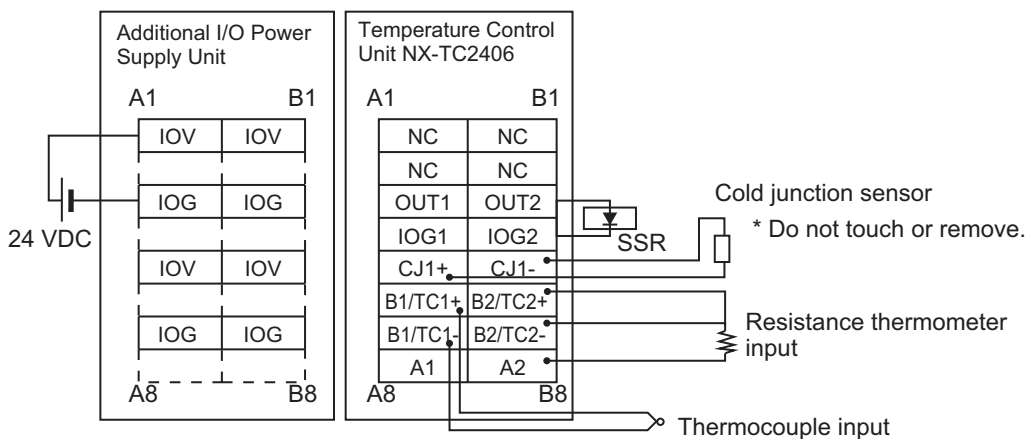 Additional I/O Power
Supply Unit
A1 B1
IOV IOV
IOG IOG
IOV IOV
IOG IOG
A8 B8
24 VDC
Temperature Control
Unit NX-TC2406
A1 B1
NC NC
NC NC
OUT1 OUT2
IOG1 IOG2
CJ1+ CJ1-
B1/TC1+ B2/TC2+
B1/TC1- B2/TC2-
A1 A2
A8 B8
SSR
Cold junction sensor
* Do not touch or remove.
Resistance thermometer
input
Thermocouple input